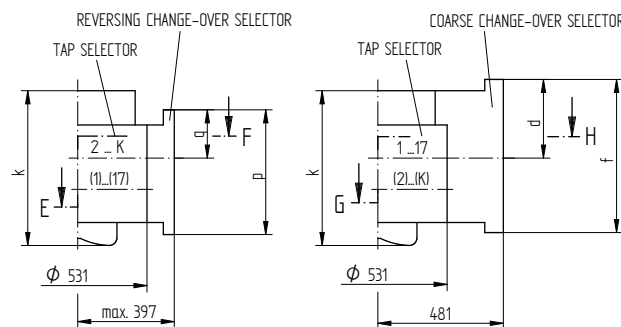 REVERSING CHANGE-OVER SELECTOR
TAP SELECTOR
k
2 ... K
(1)...(17)
q
F
p
E
ϕ 531
max. 397
COARSE CHANGE-OVER SELECTOR
TAP SELECTOR
k
1 ...17
(2)...(K)
d
H
f
G
ϕ 531
481